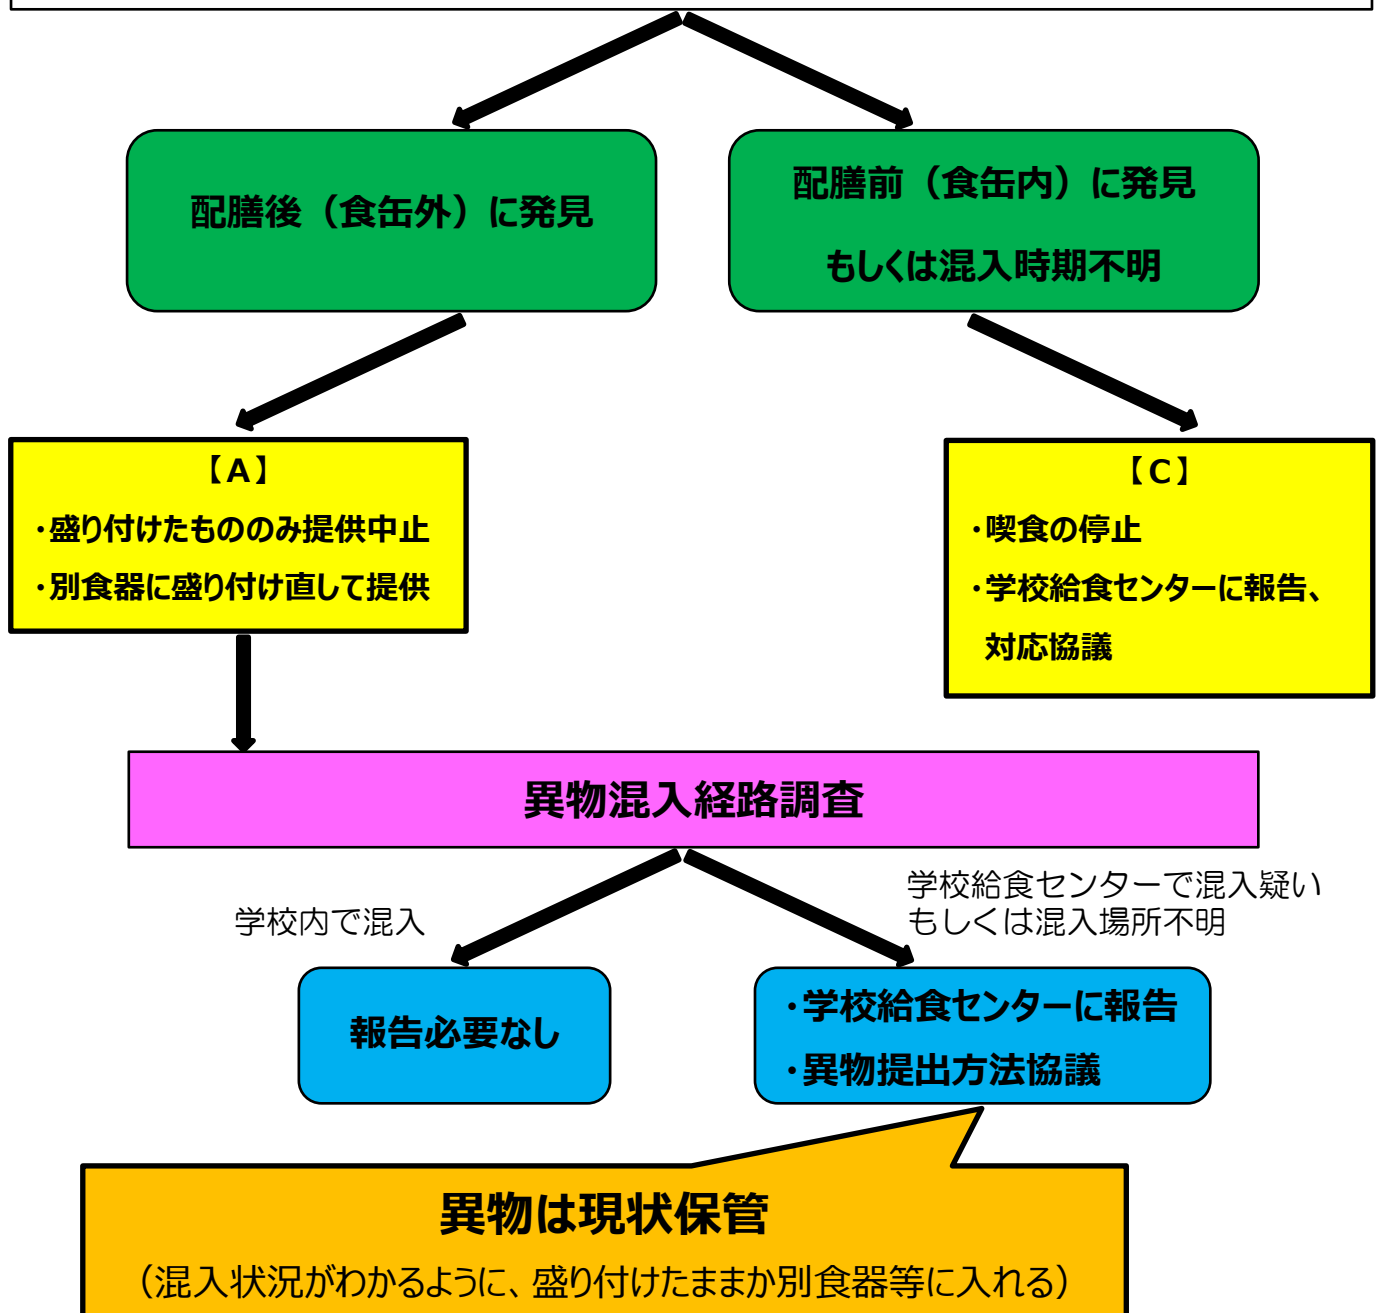 配膳後（食缶外）に発見
配膳前（食缶内）に発見
もしくは混入時期不明
【A】
・盛り付けたもののみ提供中止
・別食器に盛り付け直して提供
【C】
・喫食の停止
・学校給食センターに報告、
対応協議
異物混入経路調査
学校内で混入
学校給食センターで混入疑い
もしくは混入場所不明
報告必要なし
・学校給食センターに報告
・異物提出方法協議
異物は現状保管
（混入状況がわかるように、盛り付けたままか別食器等に入れる）